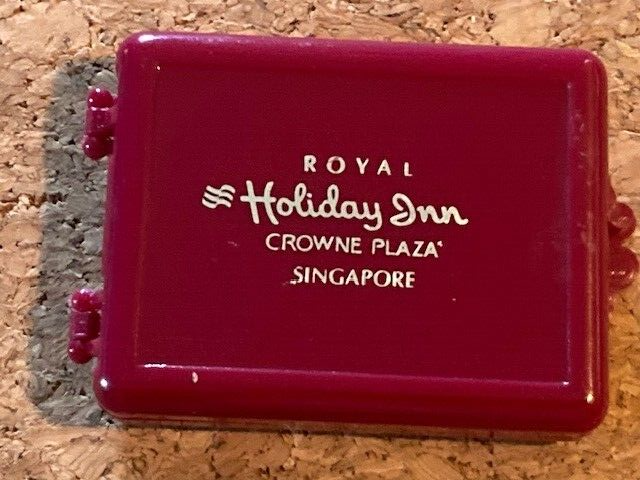 ROYAL
Holiday Inn
CROWNE PLAZA
SINGAPORE